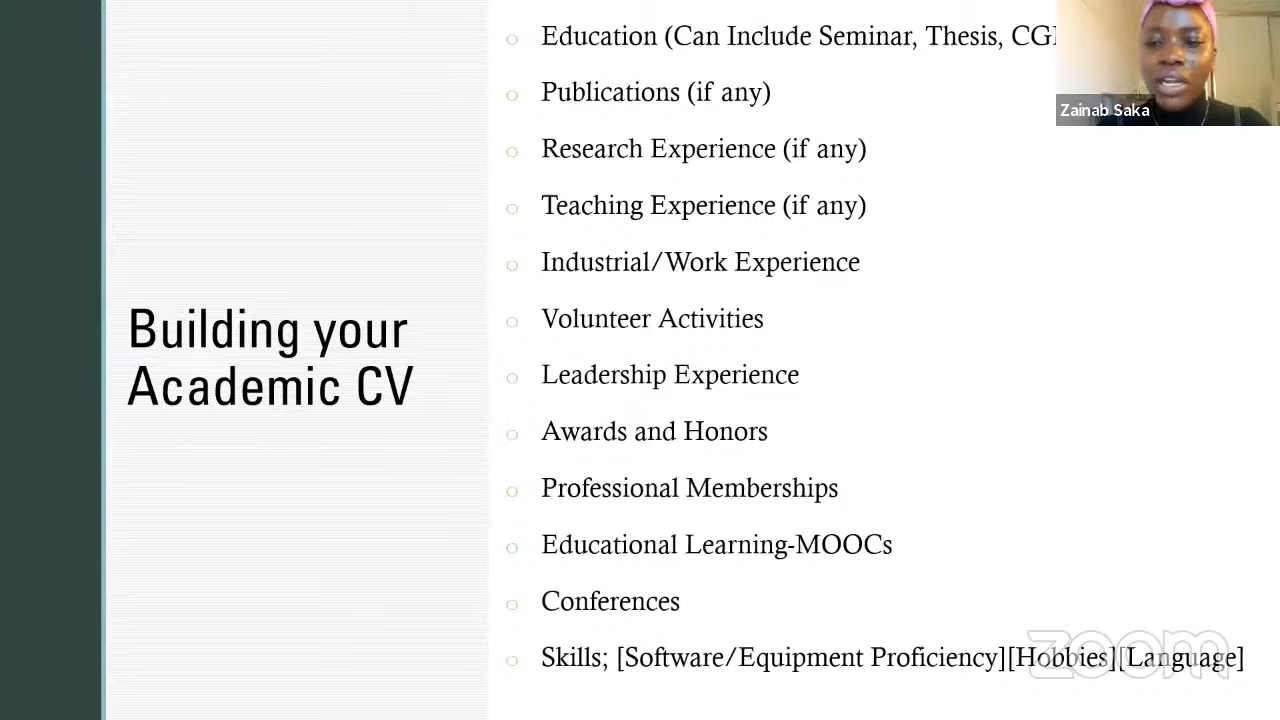 Building your
Academic CV
Education (Can Include Seminar, Thesis,
Publications (if any)
Research Experience (if any)
Teaching Experience (if any)
Industrial/Work Experience
Volunteer Activities
Leadership Experience
Awards and Honors
Professional Memberships
Educational Learning-MOOCs
Conferences
Skills; [Software/Equipment Proficiency][Hobbies][Language]
Zainab Saka
zoom